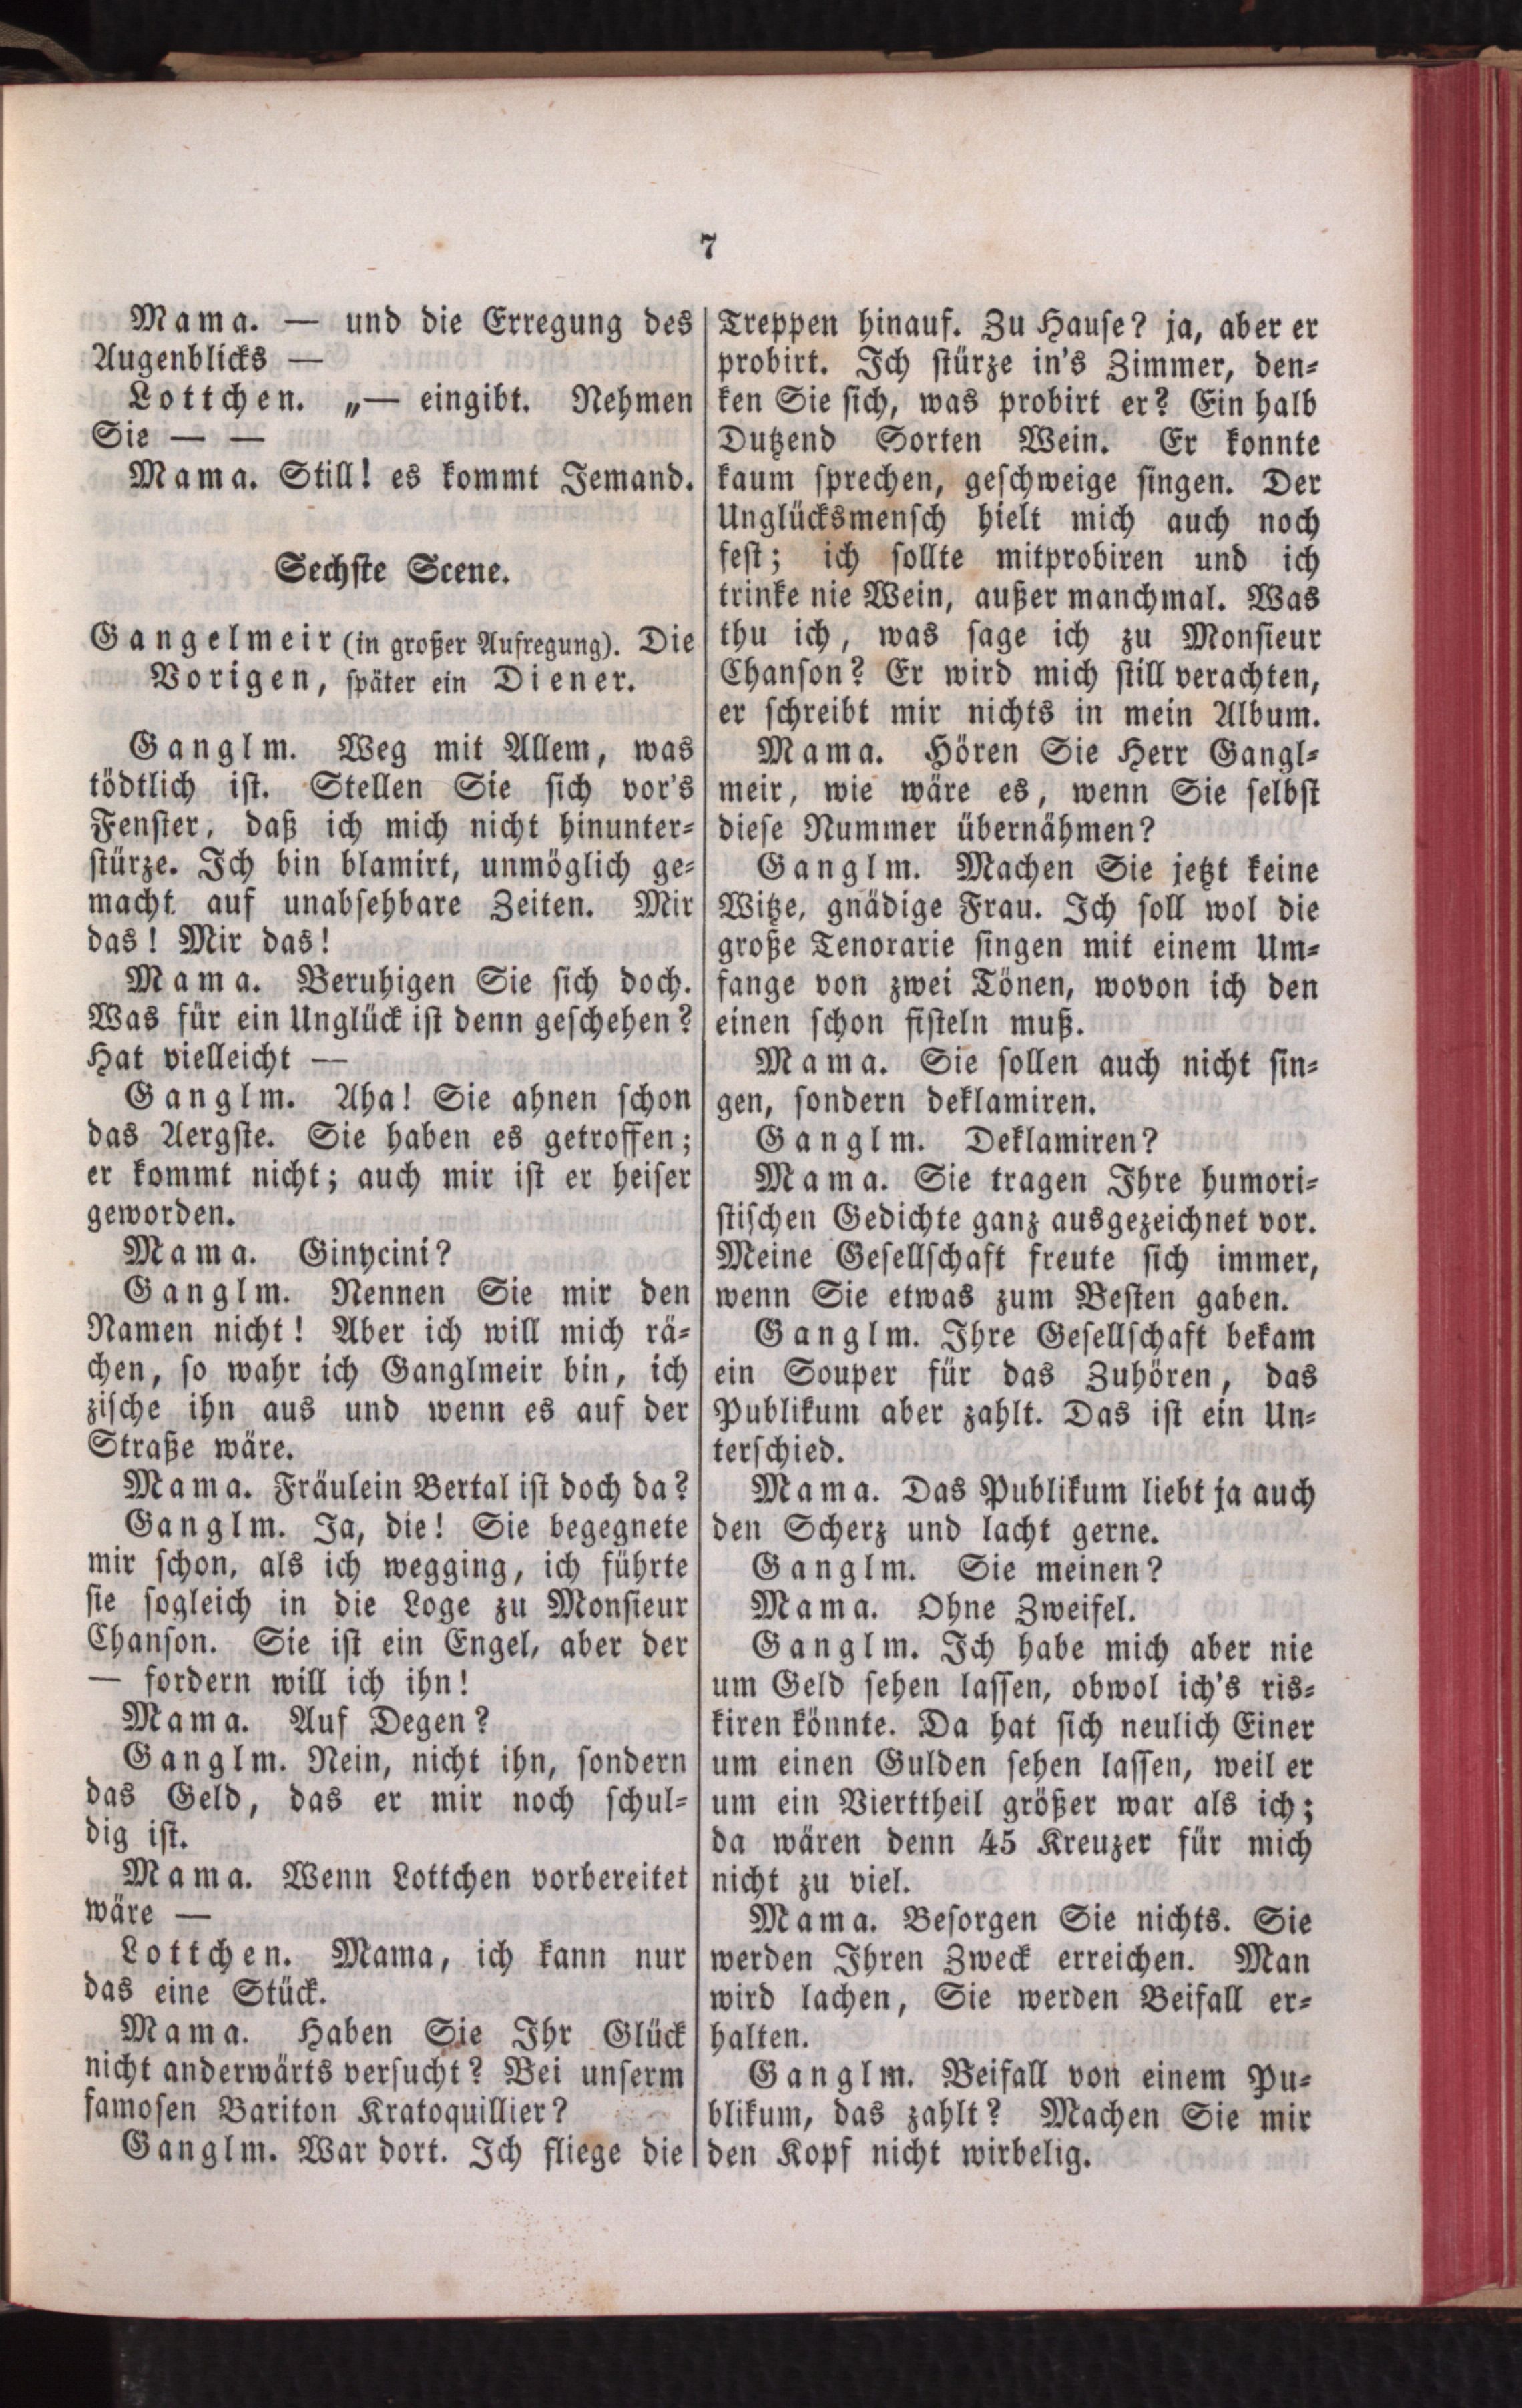 7
Mama. — und die Erregung des
Augenblicks —
Lottchen. „— eingibt. Nehmen
Sie — —
Mama. Still! es kommt Jemand.
Sechste Scene.
Gangelmeir (in großer Aufregung). Die
Vorigen, später ein Diener.
Ganglm. Weg mit Allem, was
tödtlich ist. Stellen Sie sich vor's
Fenster, daß ich mich nicht hinunter-
stürze. Ich bin blamirt, unmöglich ge-
macht auf unabsehbare Zeiten. Mir
das! Mir das!
Mama. Beruhigen Sie sich doch.
Was für ein Unglück ist denn geschehen?
Hat vielleicht —
Ganglm. Aha! Sie ahnen schon
das Aergste. Sie haben es getroffen;
er kommt nicht; auch mir ist er heiser
geworden.
Mama. Ginycini?
Ganglm. Nennen Sie mir den
Namen nicht! Aber ich will mich rä-
chen, so wahr ich Ganglmeir bin, ich
zische ihn aus und wenn es auf der
Straße wäre.
Mama. Fräulein Bertal ist doch da?
Ganglm. Ja, die! Sie begegnete
mir schon, als ich wegging, ich führte
sie sogleich in die Loge zu Monsieur
Chanson. Sie ist ein Engel, aber der
— fordern will ich ihn!
Mama. Auf Degen?
Ganglm. Nein, nicht ihn, sondern
das Geld, das er mir noch schul-
dig ist.
Mama. Wenn Lottchen vorbereitet
wäre —
Lottchen. Mama, ich kann nur
das eine Stück.
Mama. Haben Sie Ihr Glück
nicht anderwärts versucht? Bei unserm
famosen Bariton Kratoquillier?
Ganglm. War dort. Ich fliege die
Treppen hinauf. Zu Hause? ja, aber er
probirt. Ich stürze in's Zimmer, den-
ken Sie sich, was probirt er? Ein halb
Dutzend Sorten Wein. Er konnte
kaum sprechen, geschweige singen. Der
Unglücksmensch hielt mich auch noch
fest; ich sollte mitprobiren und ich
trinke nie Wein, außer manchmal. Was
thu ich, was sage ich zu Monsieur
Chanson? Er wird mich still verachten,
er schreibt mir nichts in mein Album.
Mama. Hören Sie Herr Gangl-
meir, wie wäre es, wenn Sie selbst
diese Nummer übernähmen?
Ganglm. Machen Sie jetzt keine
Witze, gnädige Frau. Ich soll wol die
große Tenorarie singen mit einem Um-
fange von zwei Tönen, wovon ich den
einen schon fisteln muß.
Mama. Sie sollen auch nicht sin-
gen, sondern deklamiren.
Ganglm. Deklamiren?
Mama. Sie tragen Ihre humori-
stischen Gedichte ganz ausgezeichnet vor.
Meine Gesellschaft freute sich immer,
wenn Sie etwas zum Besten gaben.
Ganglm. Ihre Gesellschaft bekam
ein Souper für das Zuhören, das
Publikum aber zahlt. Das ist ein Un-
terschied.
Mama. Das Publikum liebt ja auch
den Scherz und lacht gerne.
Ganglm. Sie meinen?
Mama. Ohne Zweifel.
Ganglm. Ich habe mich aber nie
um Geld sehen lassen, obwol ich's ris-
kiren könnte. Da hat sich neulich Einer
um einen Gulden sehen lassen, weil er
um ein Vierttheil größer war als ich;
da wären denn 45 Kreuzer für mich
nicht zu viel.
Mama. Besorgen Sie nichts. Sie
werden Ihren Zweck erreichen. Man
wird lachen, Sie werden Beifall er-
halten.
Ganglm. Beifall von einem Pu-
blikum, das zahlt? Machen Sie mir
den Kopf nicht wirbelig.